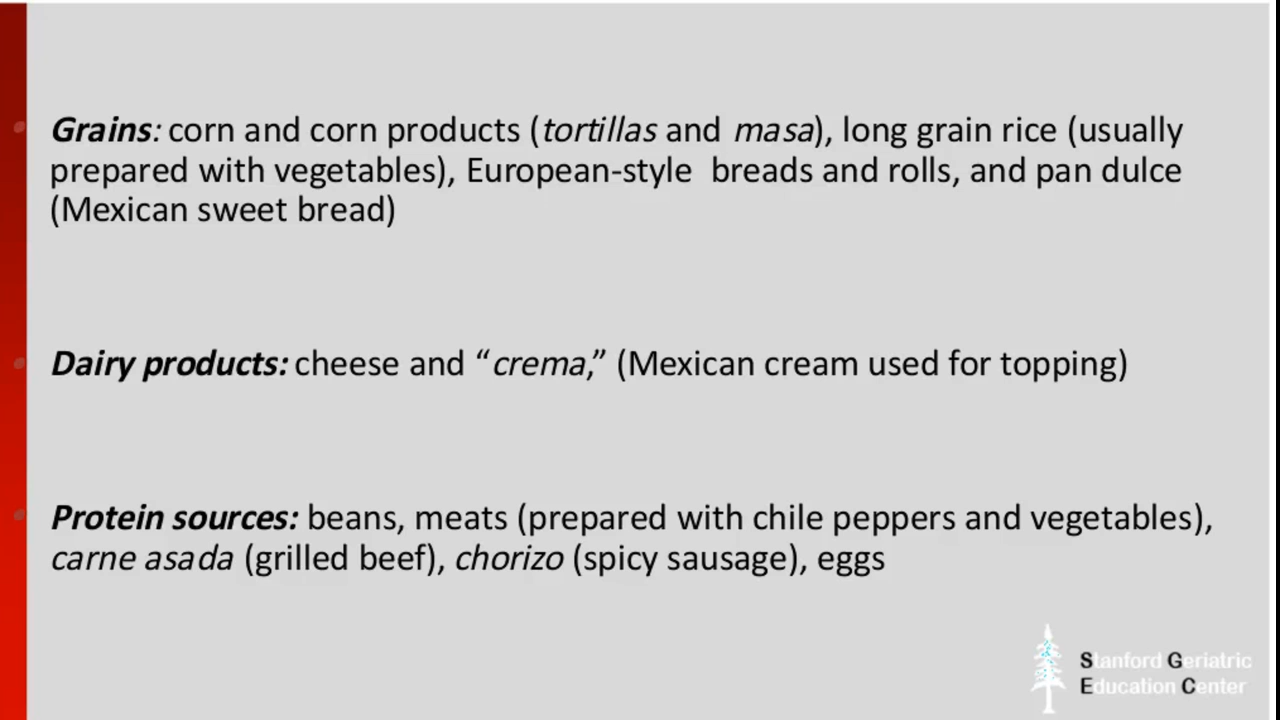 Grains: corn and corn products (tortillas and masa), long grain rice (usually
prepared with vegetables), European-style breads and rolls, and pan dulce
(Mexican sweet bread)
Dairy products: cheese and “crema,” (Mexican cream used for topping)
Protein sources: beans, meats (prepared with chile peppers and vegetables),
carne asada (grilled beef), chorizo (spicy sausage), eggs
Stanford Geriatric
Education Center